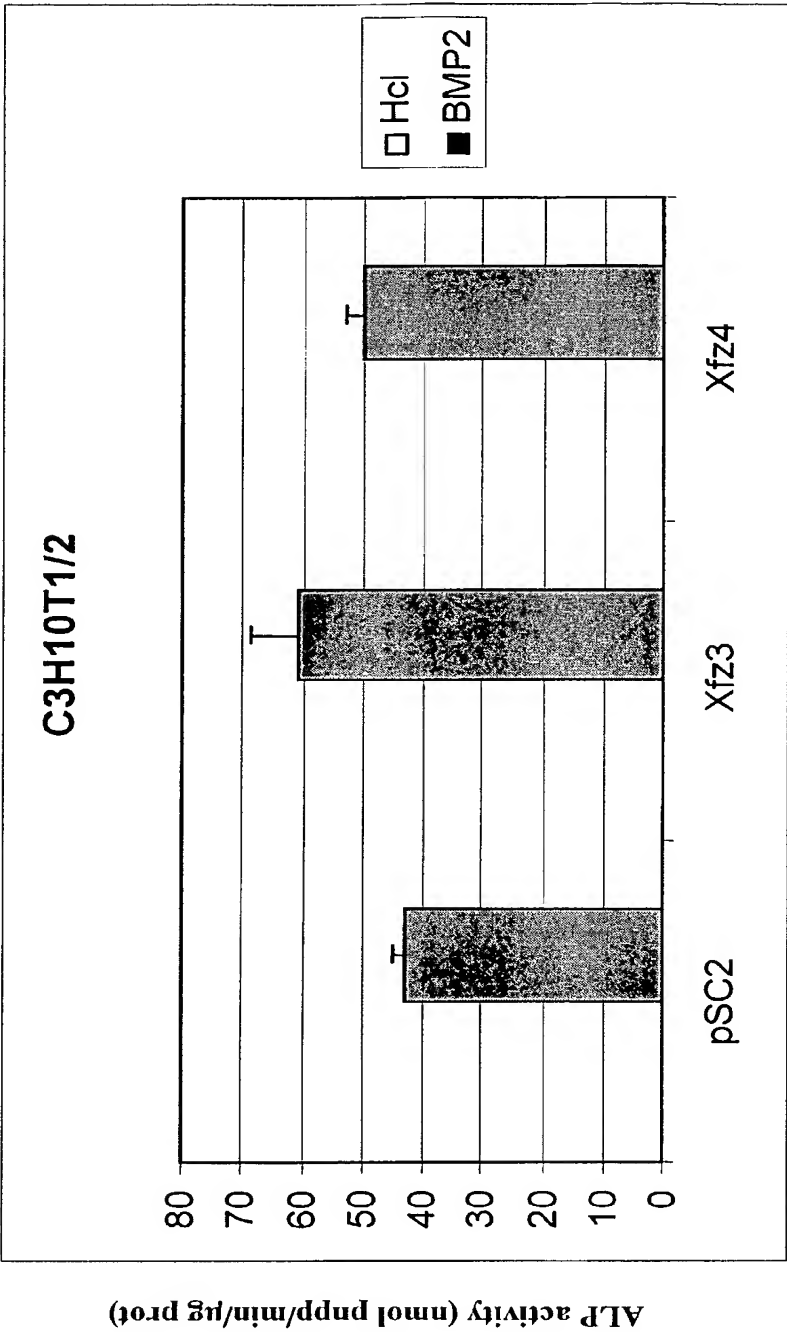 C3H10T1/2
ALP activity (nmol pnpp/min/µg prot)
80
70
60
50
40
30
20
10
0
pSC2
Xfz3
Xfz4
Hcl
BMP2